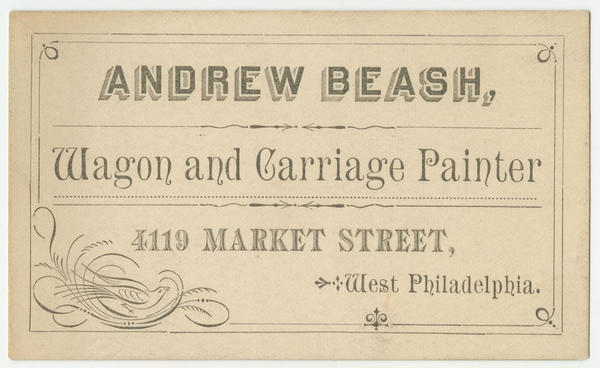 ANDREW BEASH,
Wagon and Carriage Painter
4119 MARKET STREET,
West Philadelphia.